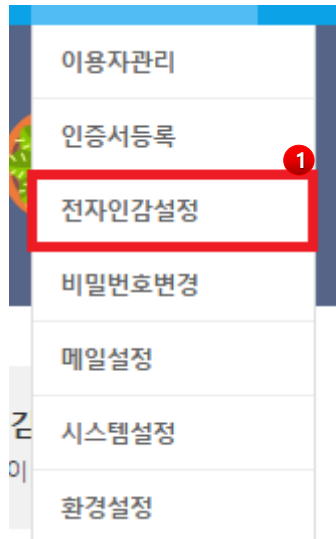 이용자관리
인증서등록
1
전자인감설정
비밀번호변경
메일설정
시스템설정
환경설정
이